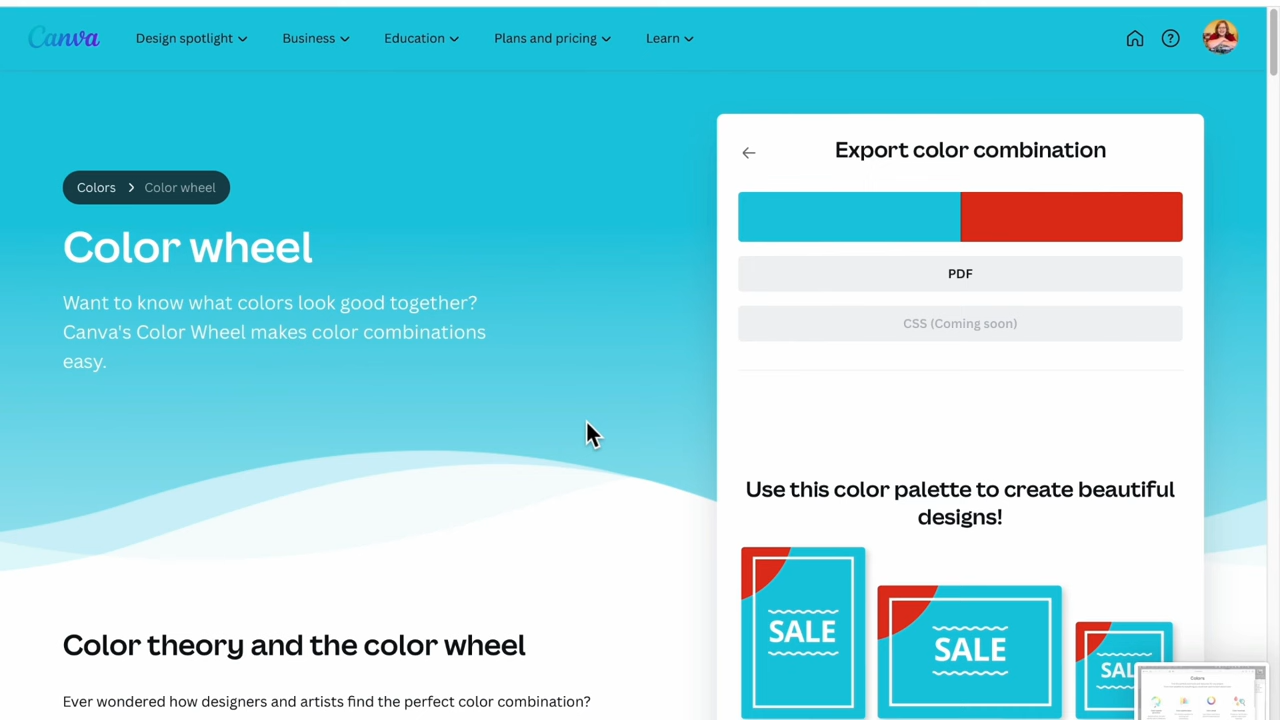 Canva
Design spotlight
Business
Education
Plans and pricing
Learn
Colors
Color wheel
Color wheel
Want to know what colors look good together?
Canva's Color Wheel makes color combinations
easy.
Export color combination
PDF
CSS (Coming soon)
Use this color palette to create beautiful
designs!
SALE
SALE
Color theory and the color wheel
Ever wondered how designers and artists find the perfect color combination?
Colors